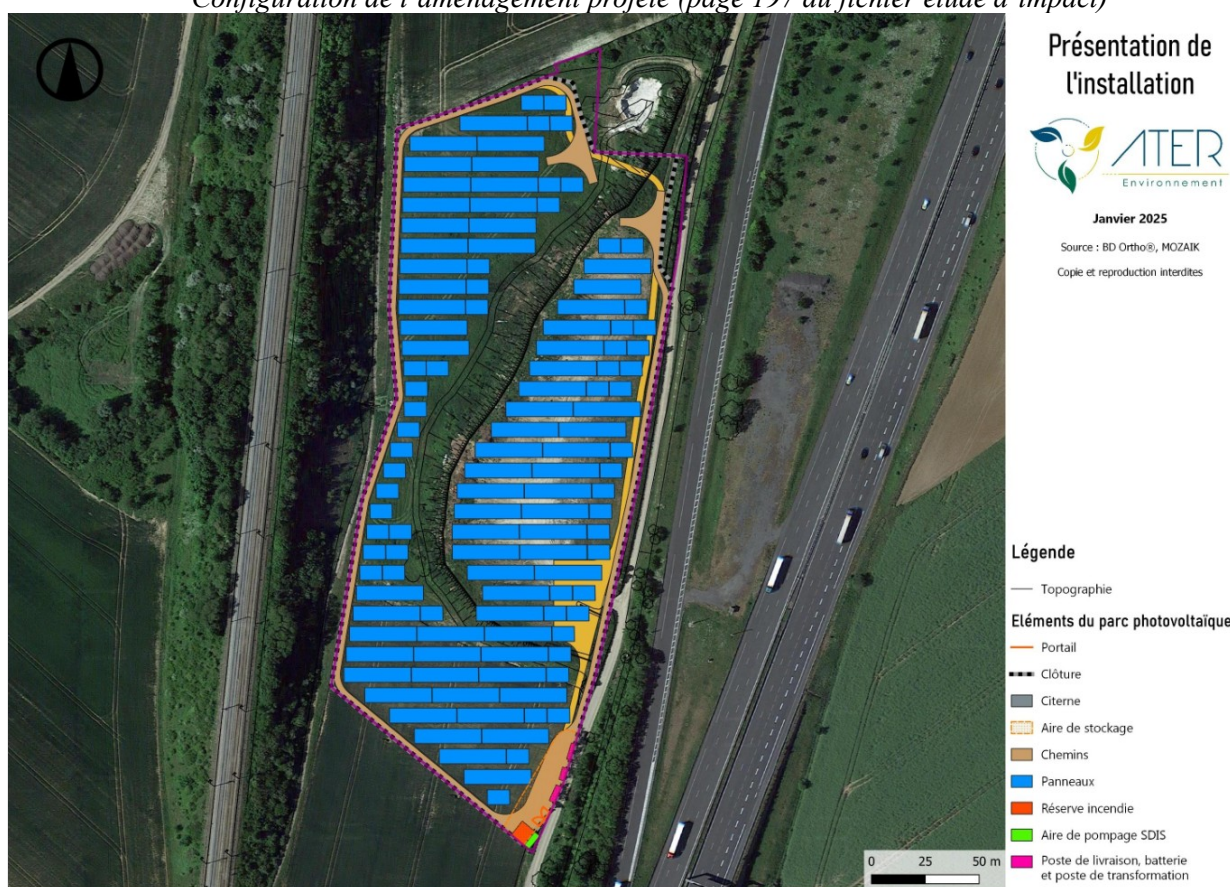 Configuration de l'aménagement projeté (page 197 du fichier étude d'impact)
Présentation de
l'installation
ATER
Environnement
Janvier 2025
Source : BD Ortho®, MOZAIK
Copie et reproduction interdites
Légende
Topographie
Eléments du parc photovoltaïque
Portail
Clôture
Citerne
Aire de stockage
Chemins
Panneaux
Réserve incendie
Aire de pompage SDIS
Poste de livraison, batterie
et poste de transformation
0 25 50 m